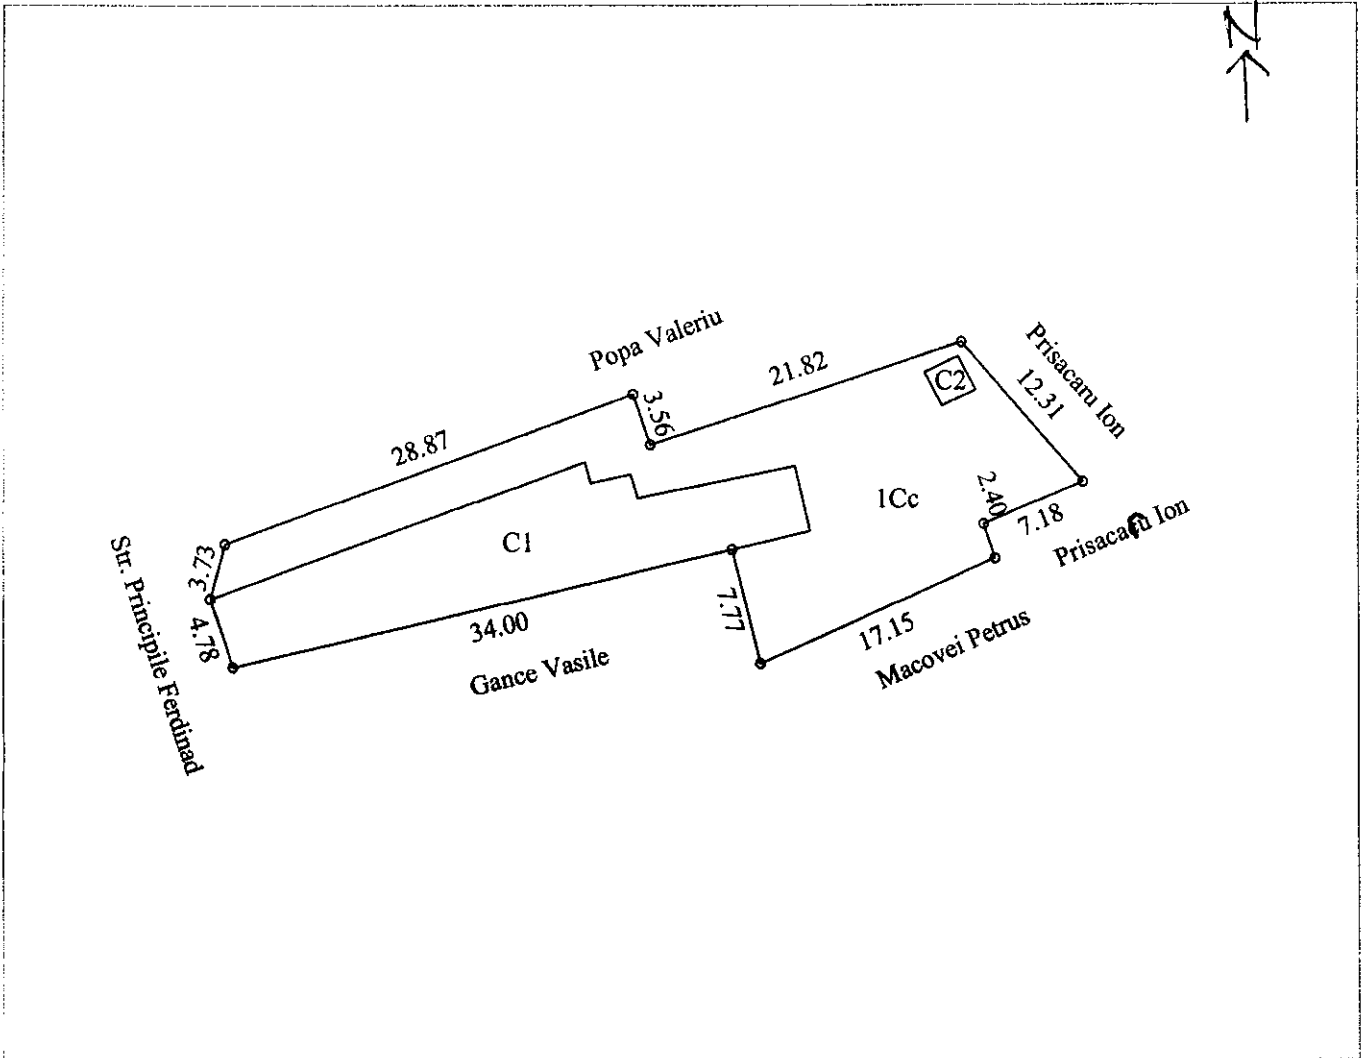 N
Popa Valeriu
21.82
Prisacaru Ion
12.31
C2
3.56
28.87
1Cc
2.40
7.18
Prisacaru Ion
C1
3.73
Str. Principile Ferdinad
4.78
34.00
7.77
17.15
Macovei Petrus
Gance Vasile